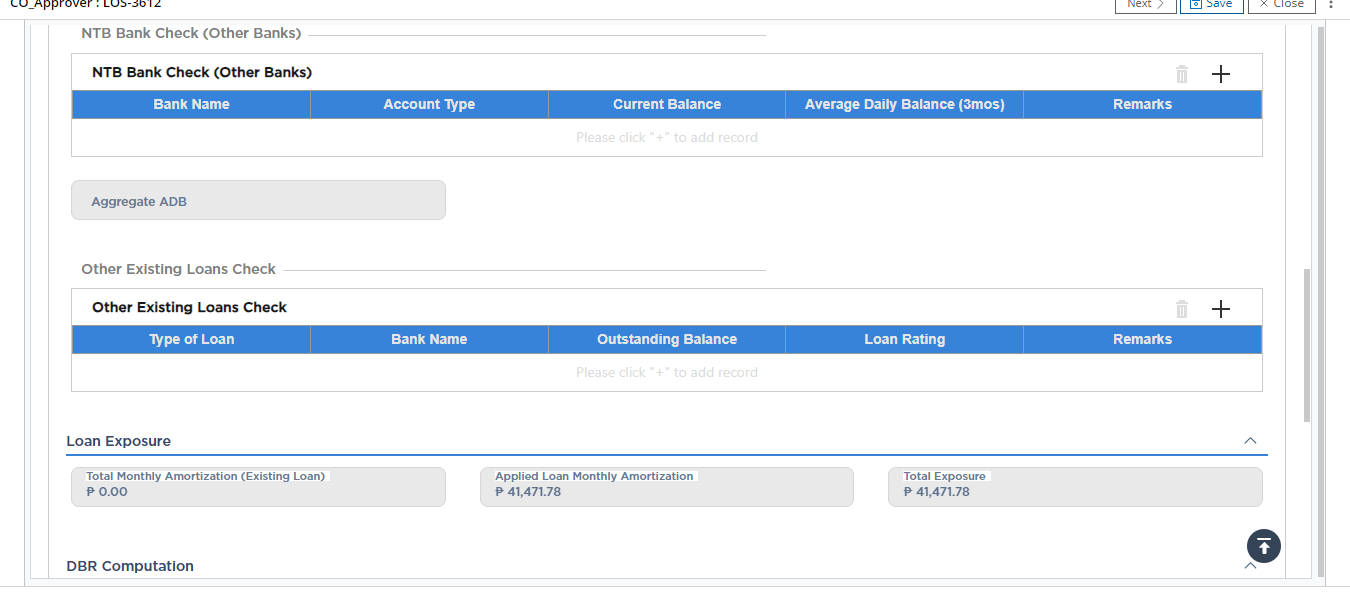 CO_Approver : LOS-3612
Next
Save
Close
NTB Bank Check (Other Banks)
NTB Bank Check (Other Banks)
Bank Name Account Type Current Balance Average Daily Balance (3mos) Remarks
Please click "+" to add record
Aggregate ADB
Other Existing Loans Check
Other Existing Loans Check
Type of Loan Bank Name Outstanding Balance Loan Rating Remarks
Please click "+" to add record
Loan Exposure
Total Monthly Amortization (Existing Loan) Applied Loan Monthly Amortization Total Exposure
₱ 0.00 ₱ 41,471.78 ₱ 41,471.78
DBR Computation